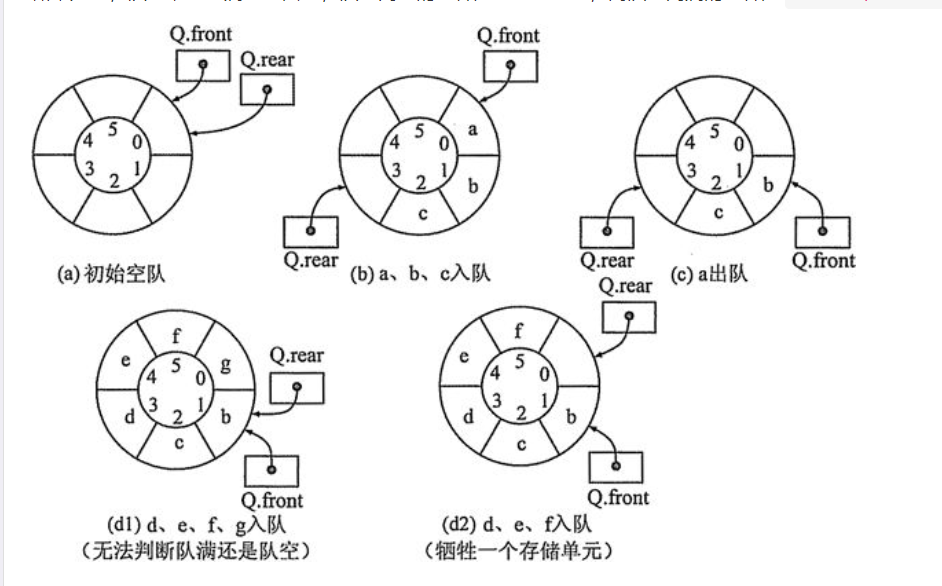 Q.front
Q.rear
5
4 0
3 1
2
(a) 初始空队
Q.front
5 a
4 0
3 1
2 b
c
Q.rear
(b) a、b、c入队
5
4 0
3 1
2 b
c
Q.rear
Q.front
(c) a出队
f
e 5 g
4 0
3 1
d 2 b
c
Q.rear
Q.front
(d1) d、e、f、g入队
(无法判断队满还是队空)
Q.rear
f
e 5
4 0
3 1
d 2 b
c
Q.front
(d2) d、e、f入队
(牺牲一个存储单元)